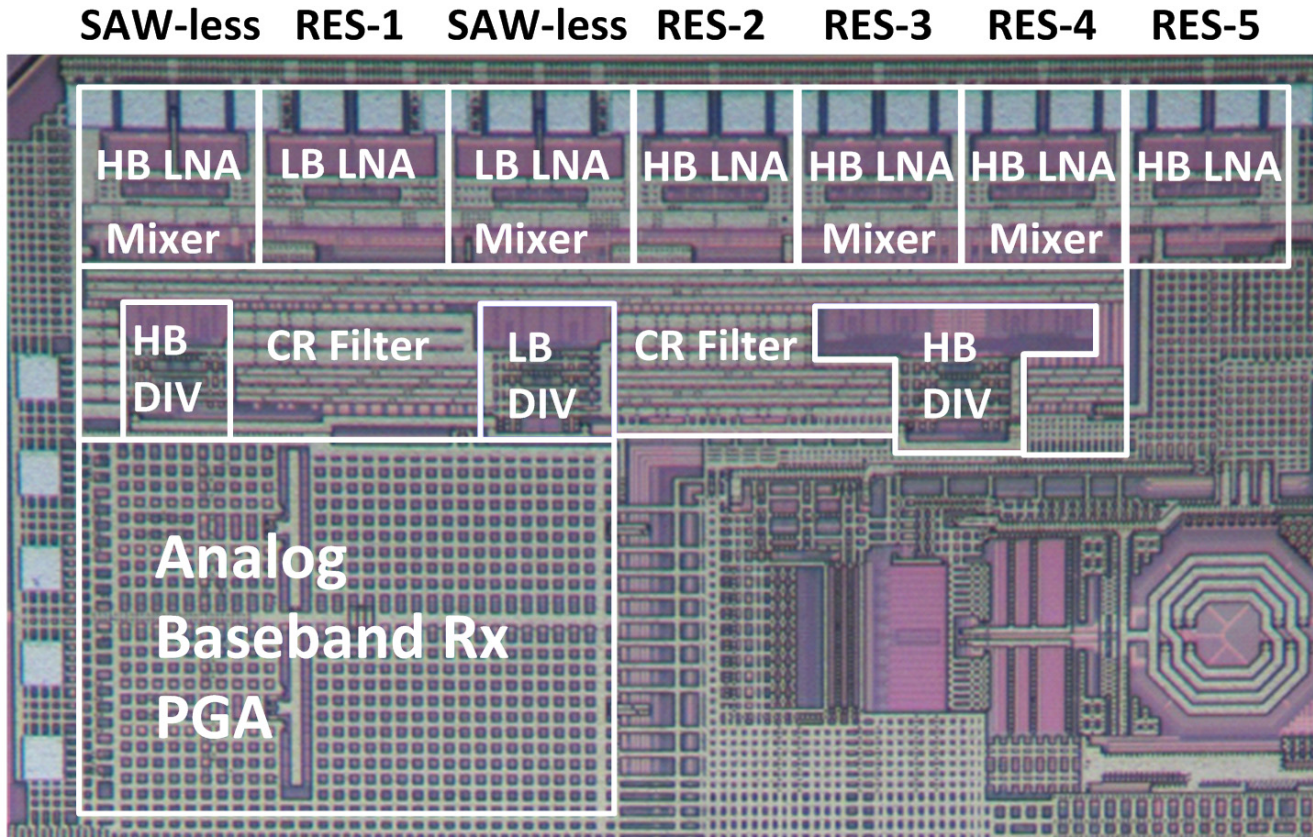 SAW-less RES-1 SAW-less RES-2 RES-3 RES-4 RES-5
HB LNA LB LNA LB LNA HB LNA HB LNA HB LNA HB LNA
Mixer Mixer Mixer Mixer
HB DIV
CR Filter
LB DIV
CR Filter
HB DIV
Analog
Baseband Rx
PGA